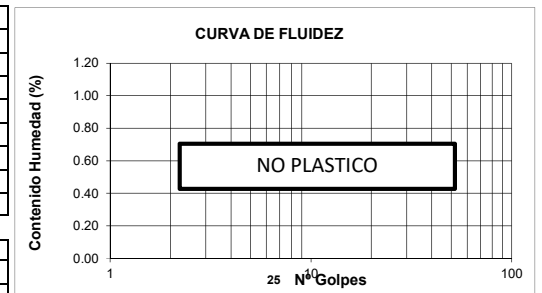 CURVA DE FLUIDEZ
Contenido Humedad (%)
1.20
1.00
0.80
0.60
0.40
0.20
0.00
NO PLASTICO
1
10
100
25
Nº Golpes